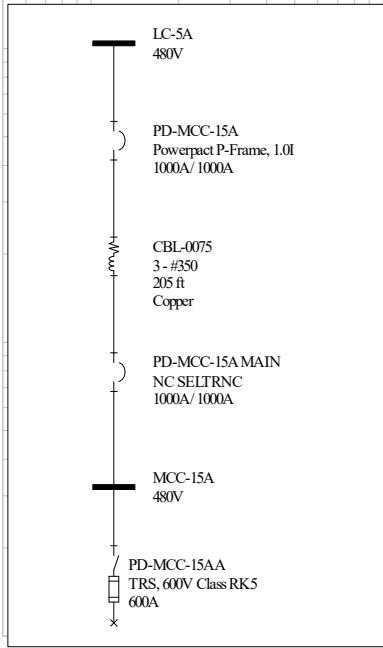 LC-5A
480V
PD-MCC-15A
Powerpact P-Frame, 1.0I
1000A/1000A
CBL-0075
3 - #350
205 ft
Copper
PD-MCC-15A MAIN
NC SELTRNC
1000A/1000A
MCC-15A
480V
PD-MCC-15AA
TRS, 600V Class RK5
600A